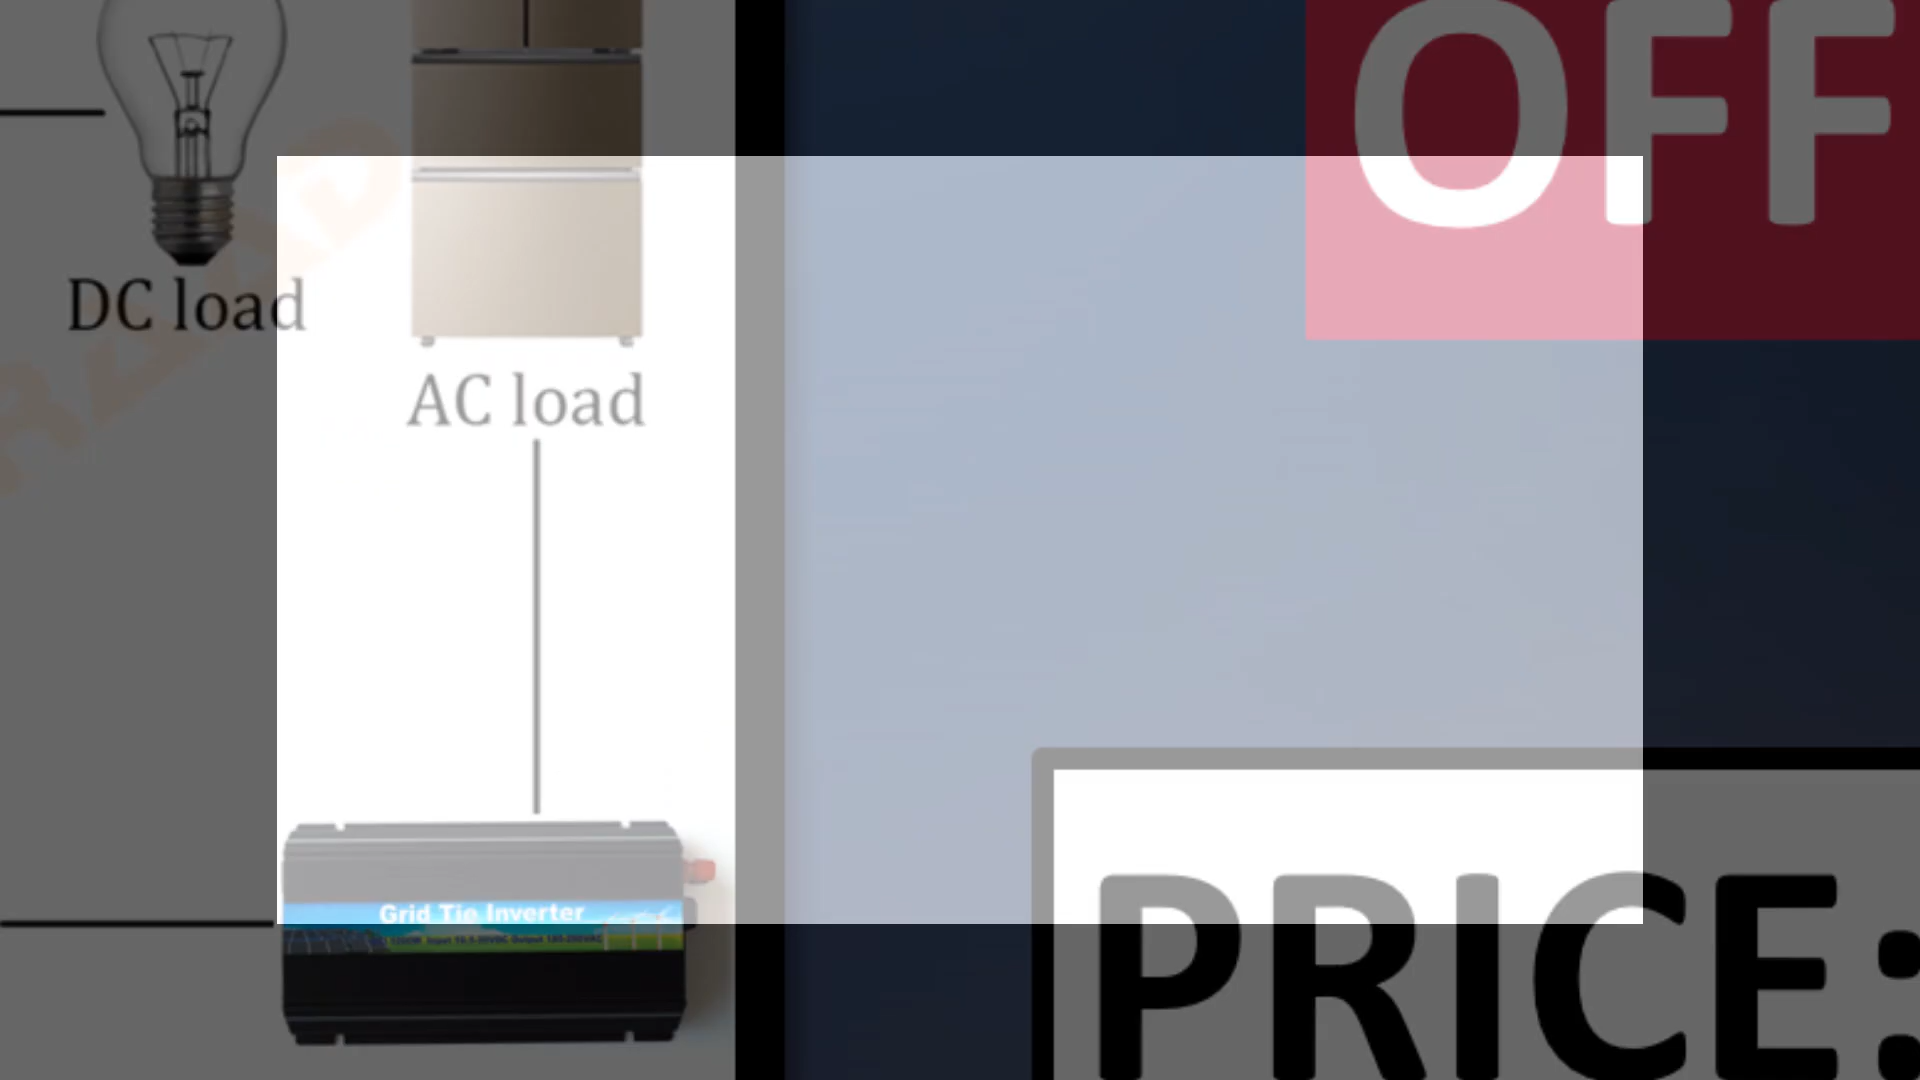 OFF
DC load
AC load
Grid Tie Inverter
PRICE: